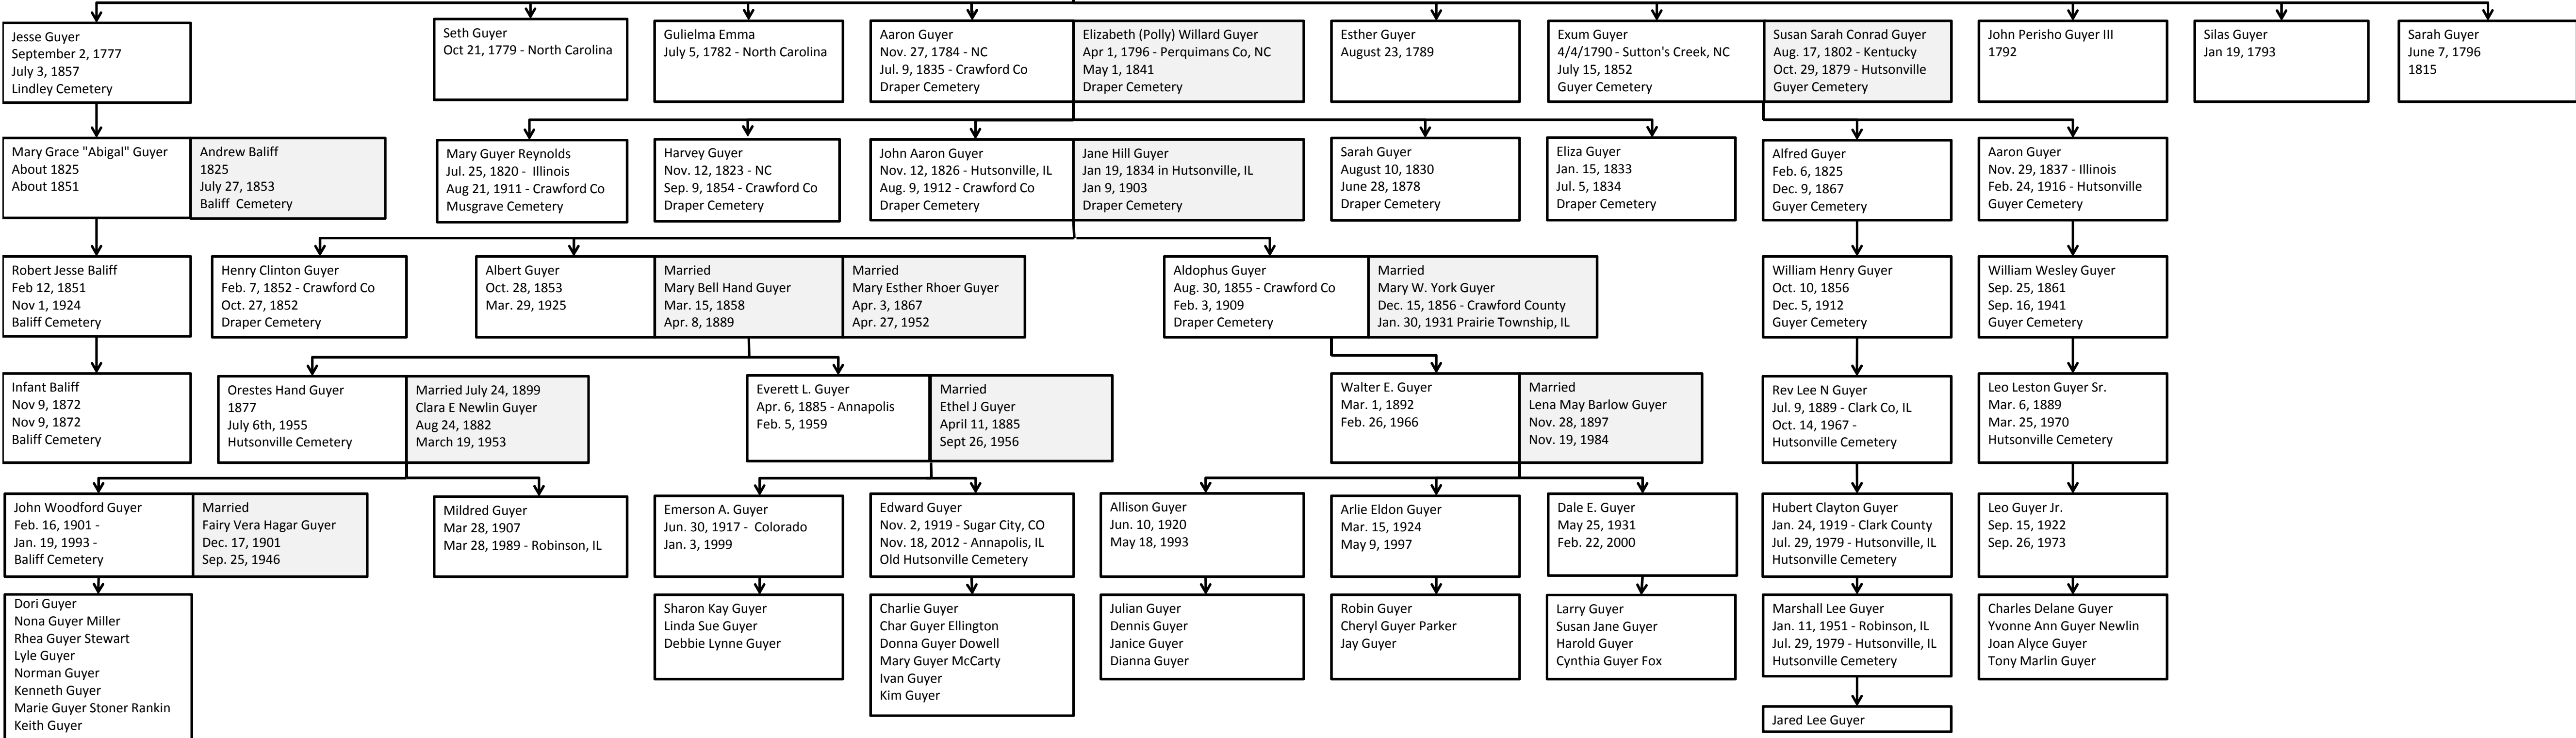 Jesse Guyer
September 2, 1777
July 3, 1857
Lindley Cemetery
Seth Guyer
Oct 21, 1779 - North Carolina
Gulielma Emma
July 5, 1782 - North Carolina
Aaron Guyer
Nov. 27, 1784 - NC
Jul. 9, 1835 - Crawford Co
Draper Cemetery
Elizabeth (Polly) Willard Guyer
Apr 1, 1796 - Perquimans Co, NC
May 1, 1841
Draper Cemetery
Esther Guyer
August 23, 1789
Exum Guyer
4/4/1790 - Sutton's Creek, NC
July 15, 1852
Guyer Cemetery
Susan Sarah Conrad Guyer
Aug. 17, 1802 - Kentucky
Oct. 29, 1879 - Hutsonville
Guyer Cemetery
John Perisho Guyer III
1792
Silas Guyer
Jan 19, 1793
Sarah Guyer
June 7, 1796
1815
Mary Grace "Abigal" Guyer
About 1825
About 1851
Andrew Baliff
1825
July 27, 1853
Baliff Cemetery
Mary Guyer Reynolds
Jul. 25, 1820 - Illinois
Aug 21, 1911 - Crawford Co
Musgrave Cemetery
Harvey Guyer
Nov. 12, 1823 - NC
Sep. 9, 1854 - Crawford Co
Draper Cemetery
John Aaron Guyer
Nov. 12, 1826 - Hutsonville, IL
Aug. 9, 1912 - Crawford Co
Draper Cemetery
Jane Hill Guyer
Jan 19, 1834 in Hutsonville, IL
Jan 9, 1903
Draper Cemetery
Sarah Guyer
August 10, 1830
June 28, 1878
Draper Cemetery
Eliza Guyer
Jan. 15, 1833
Jul. 5, 1834
Draper Cemetery
Alfred Guyer
Feb. 6, 1825
Dec. 9, 1867
Guyer Cemetery
Aaron Guyer
Nov. 29, 1837 - Illinois
Feb. 24, 1916 - Hutsonville
Guyer Cemetery
Robert Jesse Baliff
Feb 12, 1851
Nov 1, 1924
Baliff Cemetery
Henry Clinton Guyer
Feb. 7, 1852 - Crawford Co
Oct. 27, 1852
Draper Cemetery
Albert Guyer
Oct. 28, 1853
Mar. 29, 1925
Married
Mary Bell Hand Guyer
Mar. 15, 1858
Apr. 8, 1889
Married
Mary Esther Rhoer Guyer
Apr. 3, 1867
Apr. 27, 1952
Aldophus Guyer
Aug. 30, 1855 - Crawford Co
Feb. 3, 1909
Draper Cemetery
Married
Mary W. York Guyer
Dec. 15, 1856 - Crawford County
Jan. 30, 1931 Prairie Township, IL
William Henry Guyer
Oct. 10, 1856
Dec. 5, 1912
Guyer Cemetery
William Wesley Guyer
Sep. 25, 1861
Sep. 16, 1941
Guyer Cemetery
Infant Baliff
Nov 9, 1872
Nov 9, 1872
Baliff Cemetery
Orestes Hand Guyer
1877
July 6th, 1955
Hutsonville Cemetery
Married July 24, 1899
Clara E Newlin Guyer
Aug 24, 1882
March 19, 1953
Everett L. Guyer
Apr. 6, 1885 - Annapolis
Feb. 5, 1959
Married
Ethel J Guyer
April 11, 1885
Sept 26, 1956
Walter E. Guyer
Mar. 1, 1892
Feb. 26, 1966
Married
Lena May Barlow Guyer
Nov. 28, 1897
Nov. 19, 1984
Rev Lee N Guyer
Jul. 9, 1889 - Clark Co, IL
Oct. 14, 1967 -
Hutsonville Cemetery
Leo Leston Guyer Sr.
Mar. 6, 1889
Mar. 25, 1970
Hutsonville Cemetery
John Woodford Guyer
Feb. 16, 1901 -
Jan. 19, 1993 -
Baliff Cemetery
Married
Fairy Vera Hagar Guyer
Dec. 17, 1901
Sep. 25, 1946
Mildred Guyer
Mar 28, 1907
Mar 28, 1989 - Robinson, IL
Emerson A. Guyer
Jun. 30, 1917 - Colorado
Jan. 3, 1999
Edward Guyer
Nov. 2, 1919 - Sugar City, CO
Nov. 18, 2012 - Annapolis, IL
Old Hutsonville Cemetery
Allison Guyer
Jun. 10, 1920
May 18, 1993
Arlie Eldon Guyer
Mar. 15, 1924
May 9, 1997
Dale E. Guyer
May 25, 1931
Feb. 22, 2000
Hubert Clayton Guyer
Jan. 24, 1919 - Clark County
Jul. 29, 1979 - Hutsonville, IL
Hutsonville Cemetery
Leo Guyer Jr.
Sep. 15, 1922
Sep. 26, 1973
Dori Guyer
Nona Guyer Miller
Rhea Guyer Stewart
Lyle Guyer
Norman Guyer
Kenneth Guyer
Marie Guyer Stoner Rankin
Keith Guyer
Sharon Kay Guyer
Linda Sue Guyer
Debbie Lynne Guyer
Charlie Guyer
Char Guyer Ellington
Donna Guyer Dowell
Mary Guyer McCarty
Ivan Guyer
Kim Guyer
Julian Guyer
Dennis Guyer
Janice Guyer
Dianna Guyer
Robin Guyer
Cheryl Guyer Parker
Jay Guyer
Larry Guyer
Susan Jane Guyer
Harold Guyer
Cynthia Guyer Fox
Marshall Lee Guyer
Jan. 11, 1951 - Robinson, IL
Jul. 29, 1979 - Hutsonville, IL
Hutsonville Cemetery
Charles Delane Guyer
Yvonne Ann Guyer Newlin
Joan Alyce Guyer
Tony Marlin Guyer
Jared Lee Guyer